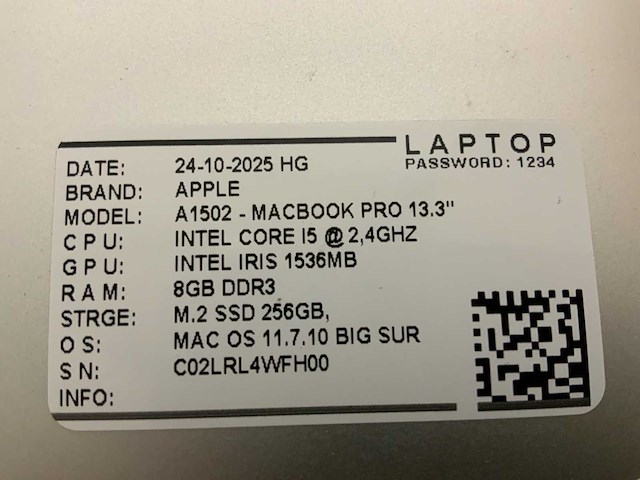 LAPTOP
PASSWORD: 1234
DATE: 24-10-2025 HG
BRAND: APPLE
MODEL: A1502 - MACBOOK PRO 13.3"
CPU: INTEL CORE I5 @ 2,4GHZ
GPU: INTEL IRIS 1536MB
RAM: 8GB DDR3
STRGE: M.2 SSD 256GB,
OS: MAC OS 11.7.10 BIG SUR
SN: C02LRL4WFH00
INFO: